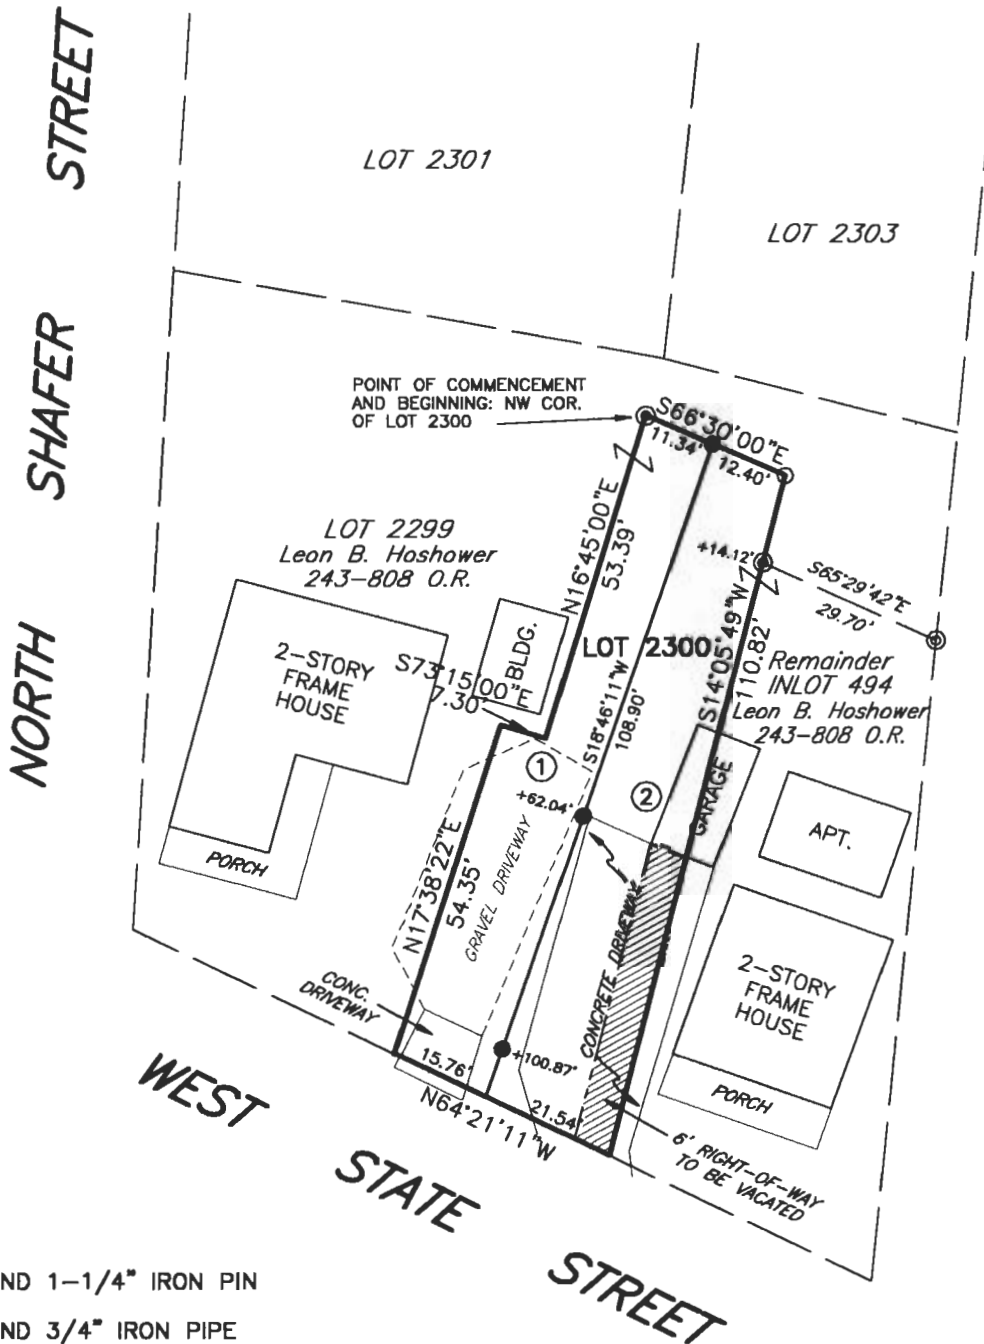 NORTH SHAFER STREET
LOT 2301
LOT 2303
POINT OF COMMENCEMENT
AND BEGINNING: NW COR.
OF LOT 2300
S66°30'00"E
11.34'
12.40'
N16°45'00"E
53.39'
+14.12'
S65°29'42"E
29.70'
LOT 2299
Leon B. Hoshower
243-808 O.R.
2-STORY
FRAME
HOUSE
PORCH
BLDG.
S73°15'00"E
7.30'
LOT 2300
S18°46'11"W
108.90'
S14°05'49"W
110.82'
Remainder
INLOT 494
Leon B. Hoshower
243-808 O.R.
1
2
+62.04'
GARAGE
APT.
N17°38'22"E
54.35'
GRAVEL DRIVEWAY
CONCRETE DRIVEWAY
CONC.
DRIVEWAY
2-STORY
FRAME
HOUSE
PORCH
+100.87'
15.76'
21.54'
N64°21'11"W
6' RIGHT-OF-WAY
TO BE VACATED
WEST STATE STREET
ND 1-1/4" IRON PIN
ND 3/4" IRON PIPE